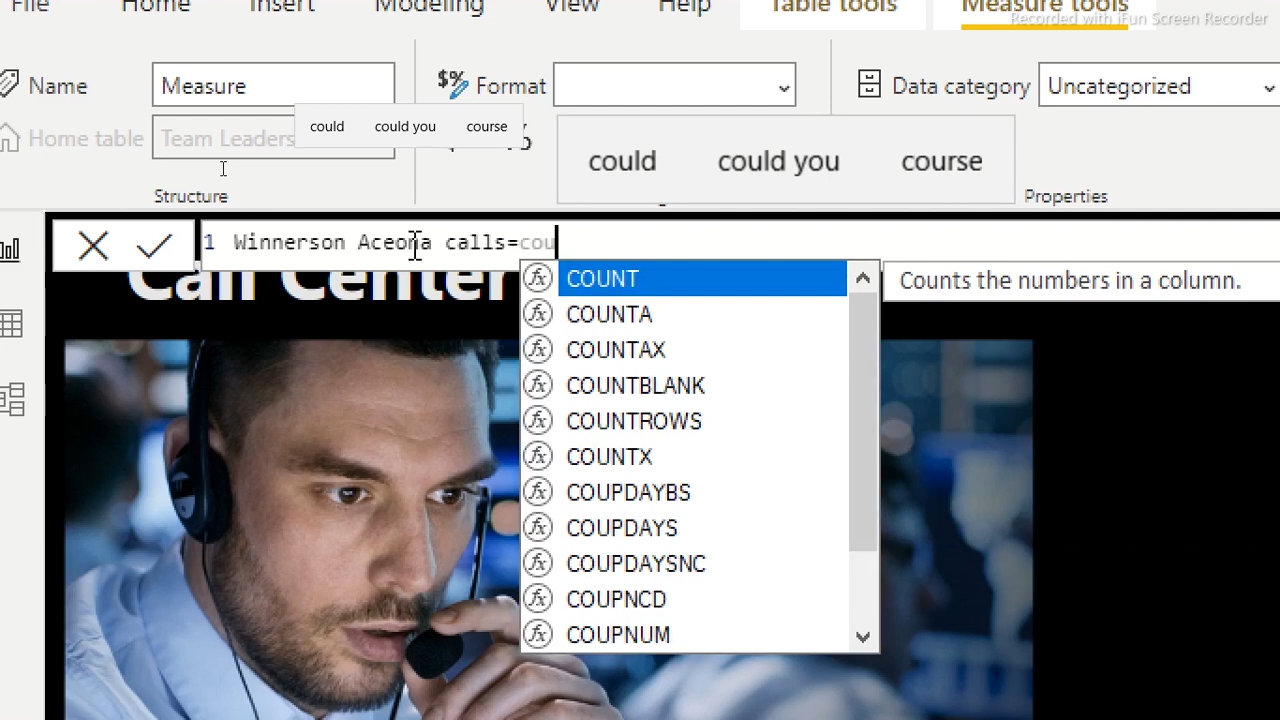 File Home Insert Modeling View Help Table tools Measure tools
Recorded with iFun Screen Recorder
Name Measure $% Format Data category Uncategorized
Home table Team Leaders
could could you course
could could you course
Structure Properties
1 Winnerson Aceona calls=cou
Call Center
COUNT Counts the numbers in a column.
COUNTA
COUNTAX
COUNTBLANK
COUNTROWS
COUNTX
COUPDAYBS
COUPDAYS
COUPDAYSNC
COUPNCD
COUPNUM